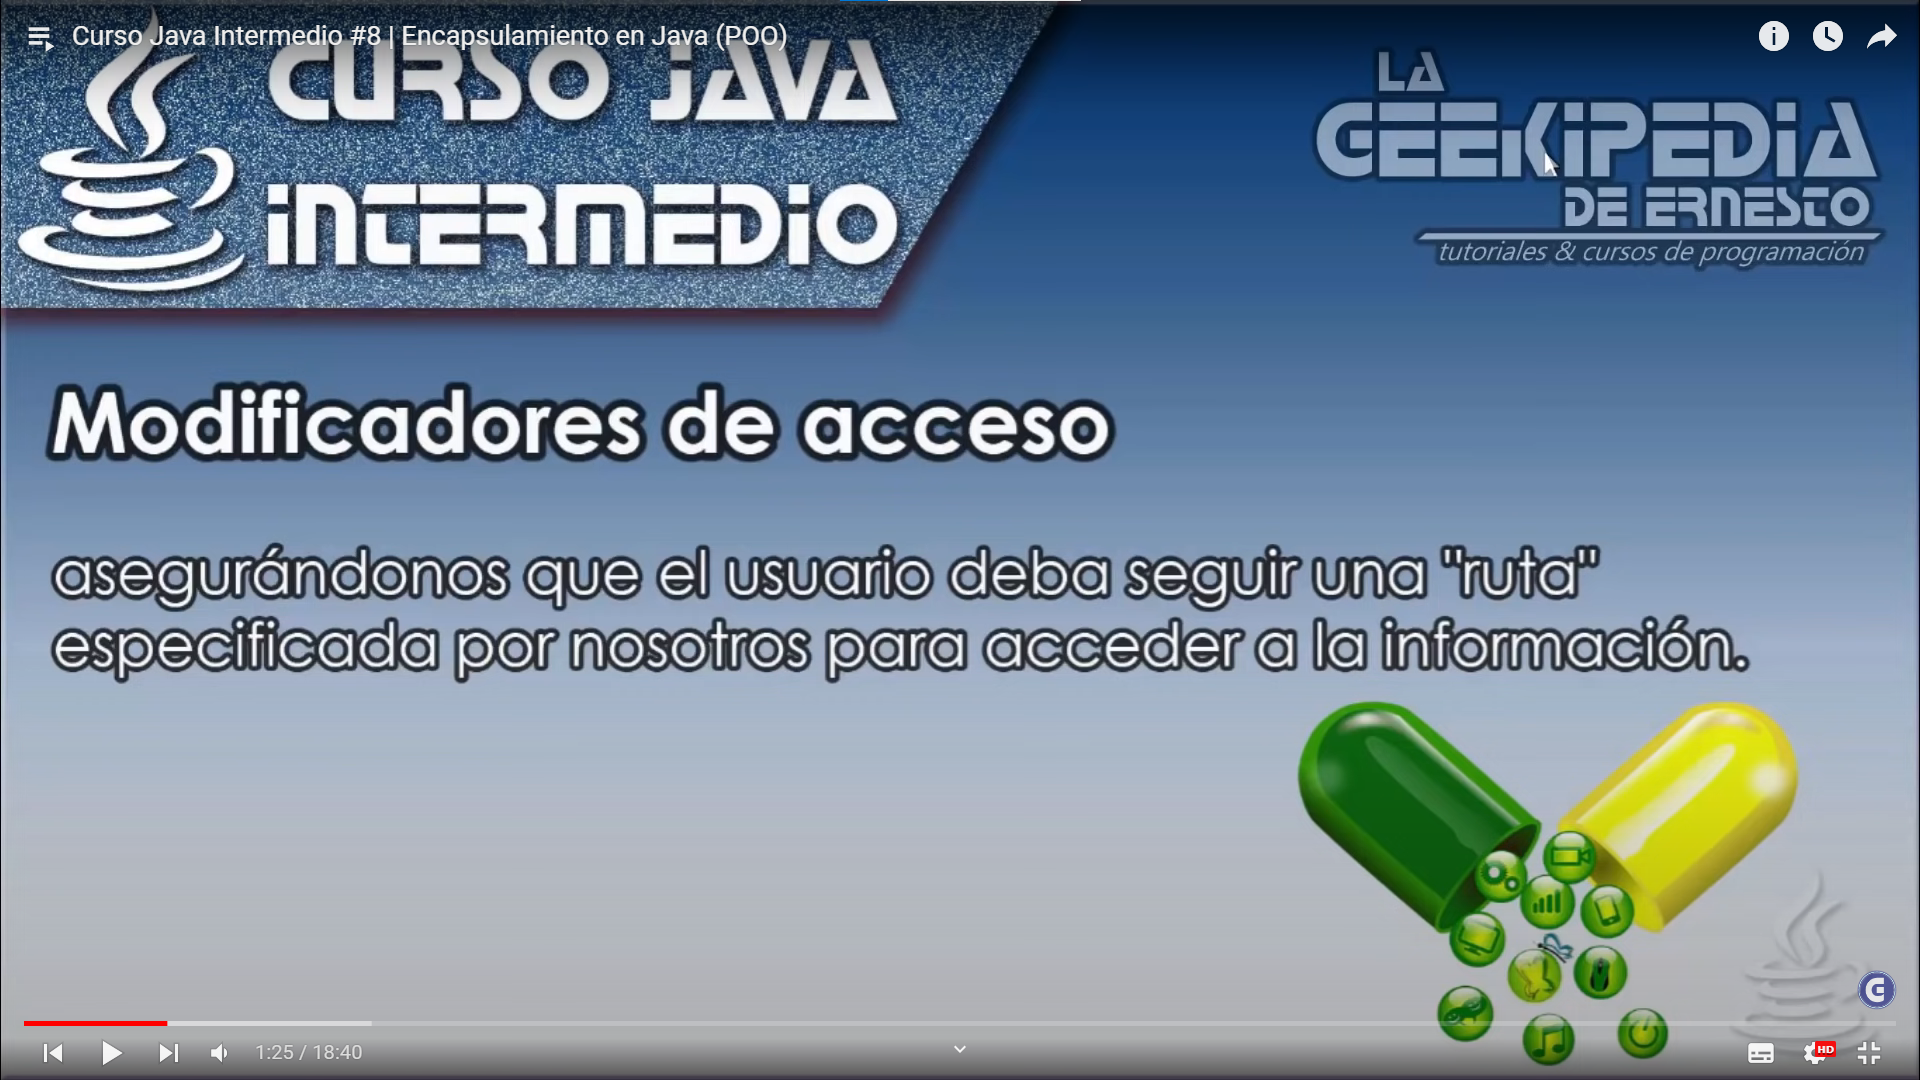 Curso Java Intermedio #8 | Encapsulamiento en Java (POO)
CURSO JAVA
INTERMEDIO
LA
GEEKIPEDIA
DE ERNESTO
tutoriales & cursos de programación
Modificadores de acceso
asegurándonos que el usuario deba seguir una "ruta"
especificada por nosotros para acceder a la información.
G
1:25 / 18:40
HD